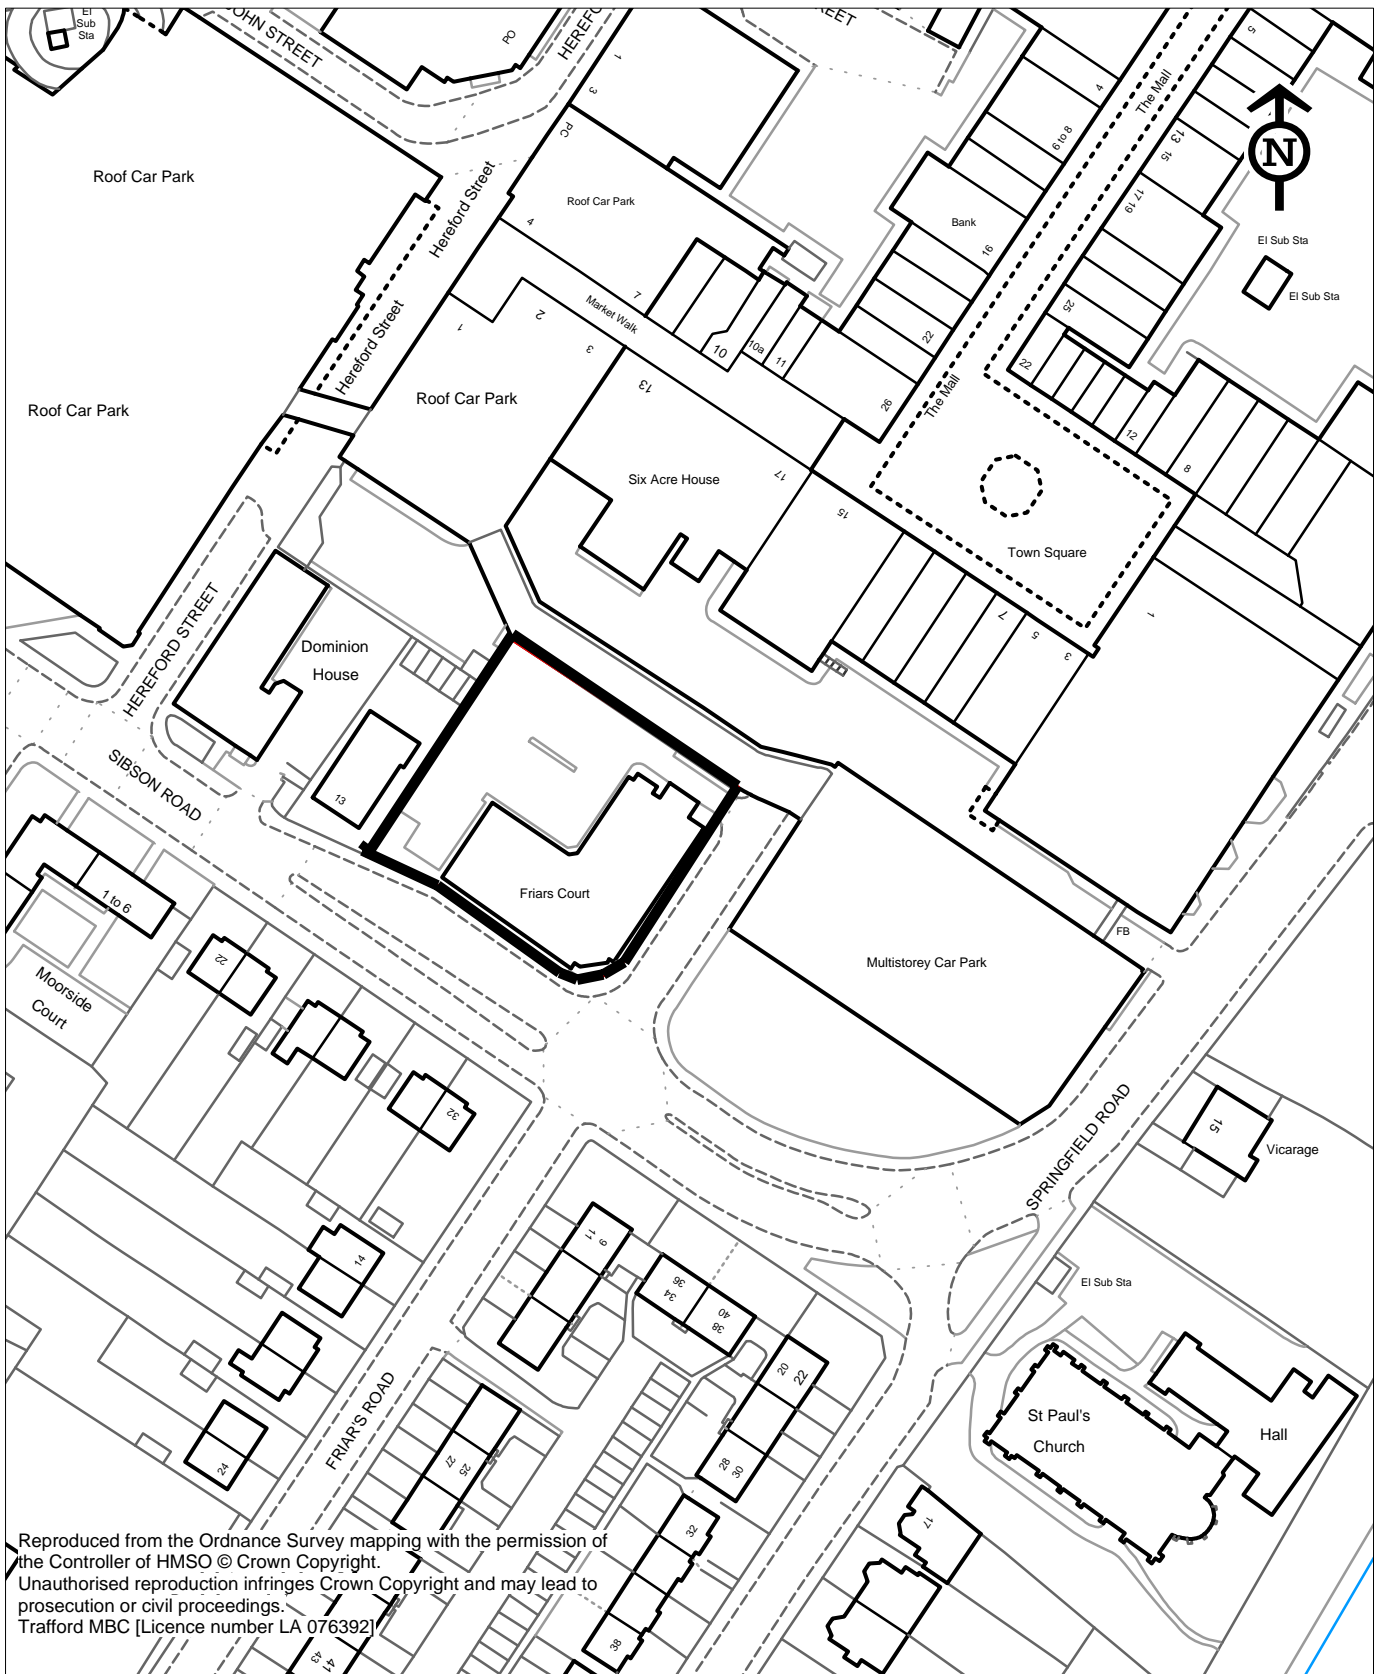 El
Sub
Sta
JOHN STREET
PO
HEREFO
REET
1
3
PC
4
6 to 8
The Mall
5
13
15
17 19
N
Roof Car Park
Hereford Street
Roof Car Park
4
7
Bank
16
El Sub Sta
El Sub Sta
25
22
Market Walk
10
10a
11
1
2
3
Hereford Street
Roof Car Park
Roof Car Park
13
26
The Mall
22
12
8
Six Acre House
17
15
Town Square
7
5
3
1
HEREFORD STREET
Dominion
House
SIBSON ROAD
13
Friars Court
1 to 6
22
Moorside
Court
FB
Multistorey Car Park
32
SPRINGFIELD ROAD
15
Vicarage
14
11
9
36
34
40
38
El Sub Sta
20
22
FRIAR'S ROAD
24
27
25
28
30
St Paul's
Church
Hall
17
32
38
43
41
Reproduced from the Ordnance Survey mapping with the permission of
the Controller of HMSO © Crown Copyright.
Unauthorised reproduction infringes Crown Copyright and may lead to
prosecution or civil proceedings.
Trafford MBC [Licence number LA 076392]